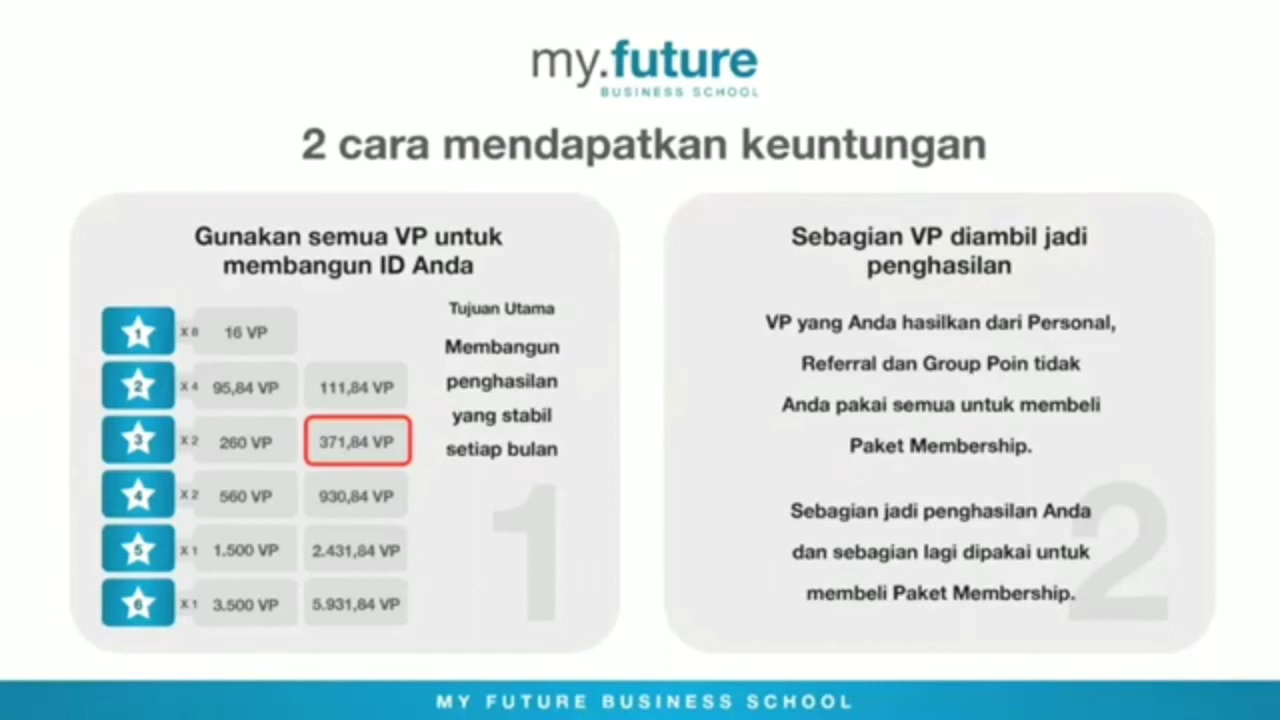 my.future
BUSINESS SCHOOL
2 cara mendapatkan keuntungan
Gunakan semua VP untuk
membangun ID Anda
1 X 8 16 VP
2 X 4 95,84 VP 111,84 VP
3 X 2 260 VP 371,84 VP
4 X 2 560 VP 930,84 VP
5 X 1 1.500 VP 2.431,84 VP
6 X 1 3.500 VP 5.931,84 VP
Tujuan Utama
Membangun
penghasilan
yang stabil
setiap bulan
1
Sebagian VP diambil jadi
penghasilan
VP yang Anda hasilkan dari Personal,
Referral dan Group Poin tidak
Anda pakai semua untuk membeli
Paket Membership.
Sebagian jadi penghasilan Anda
dan sebagian lagi dipakai untuk
membeli Paket Membership.
2
MY FUTURE BUSINESS SCHOOL